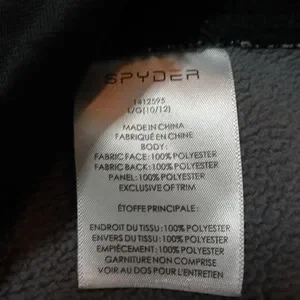 SPYDER
1412595
L/G(10/12)
MADE IN CHINA
FABRIQUÉ EN CHINE
BODY:
FABRIC FACE: 100% POLYESTER
FABRIC BACK: 100% POLYESTER
PANEL: 100% POLYESTER
EXCLUSIVE OF TRIM
ÉTOFFE PRINCIPALE:
ENDROIT DU TISSU: 100% POLYESTER
ENVERS DU TISSU: 100% POLYESTER
EMPIÈCEMENT: 100% POLYESTER
GARNITURE NON COMPRISE
VOIR AU DOS POUR L'ENTRETIEN